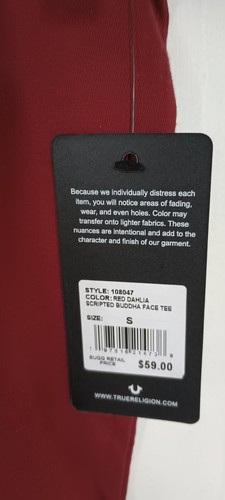 Because we individually distress each
item, you will notice areas of fading,
wear, and even holes. Color may
transfer onto lighter fabrics. These
nuances are intentional and add to the
character and finish of our garment.
STYLE: 108047
COLOR: RED DAHLIA
SCRIPTED BUDDHA FACE TEE
SIZE: S
SUGG RETAIL
PRICE $59.00
WWW.TRUERELIGION.COM